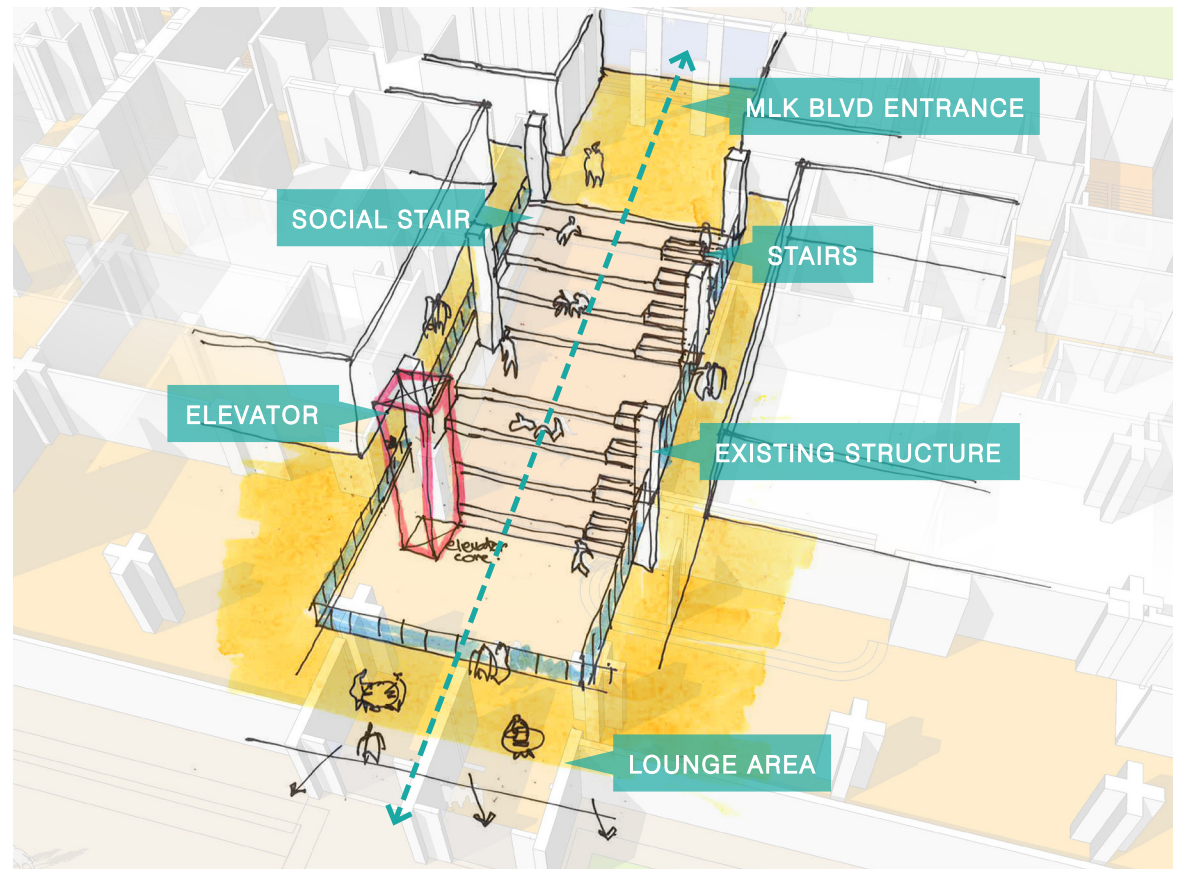 MLK BLVD ENTRANCE
SOCIAL STAIR
STAIRS
ELEVATOR
EXISTING STRUCTURE
elevator
core
LOUNGE AREA